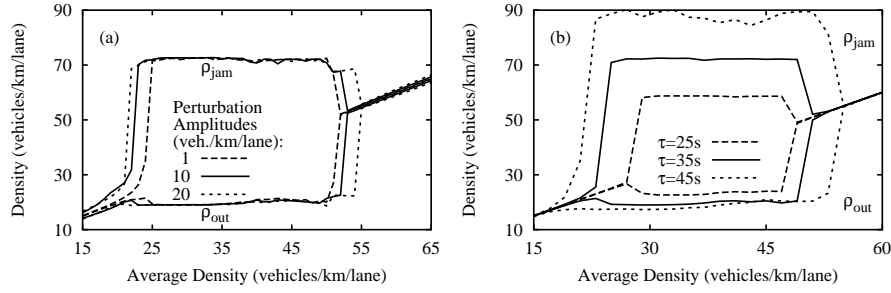 90
70
50
30
10
15
25
35
45
55
65
Density (vehicles/km/lane)
Average Density (vehicles/km/lane)
(a)
ρjam
Perturbation
Amplitudes
(veh./km/lane):
1
10
20
ρout
90
70
50
30
10
15
30
45
60
Density (vehicles/km/lane)
Average Density (vehicles/km/lane)
(b)
ρjam
τ=25s
τ=35s
τ=45s
ρout